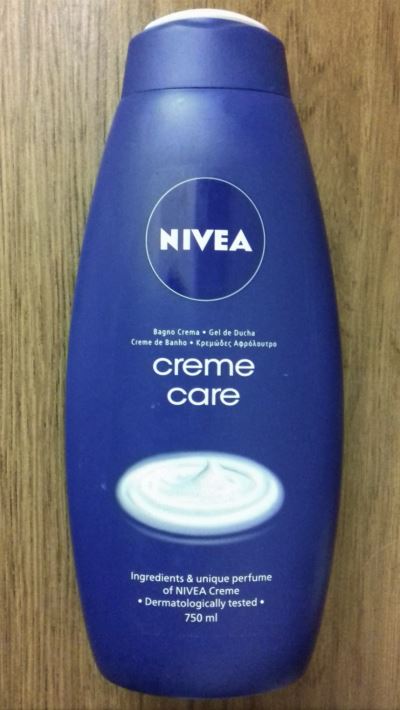 NIVEA
Bagno Crema • Gel de Ducha
Creme de Banho • Κρεμώδες Αφρόλουτρο
creme
care
Ingredients & unique perfume
of NIVEA Creme
• Dermatologically tested •
750 ml